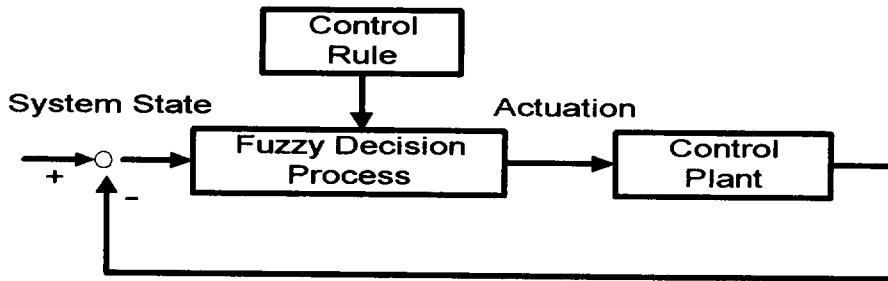 Control
Rule
System State
Actuation
Fuzzy Decision
Process
Control
Plant
+
-